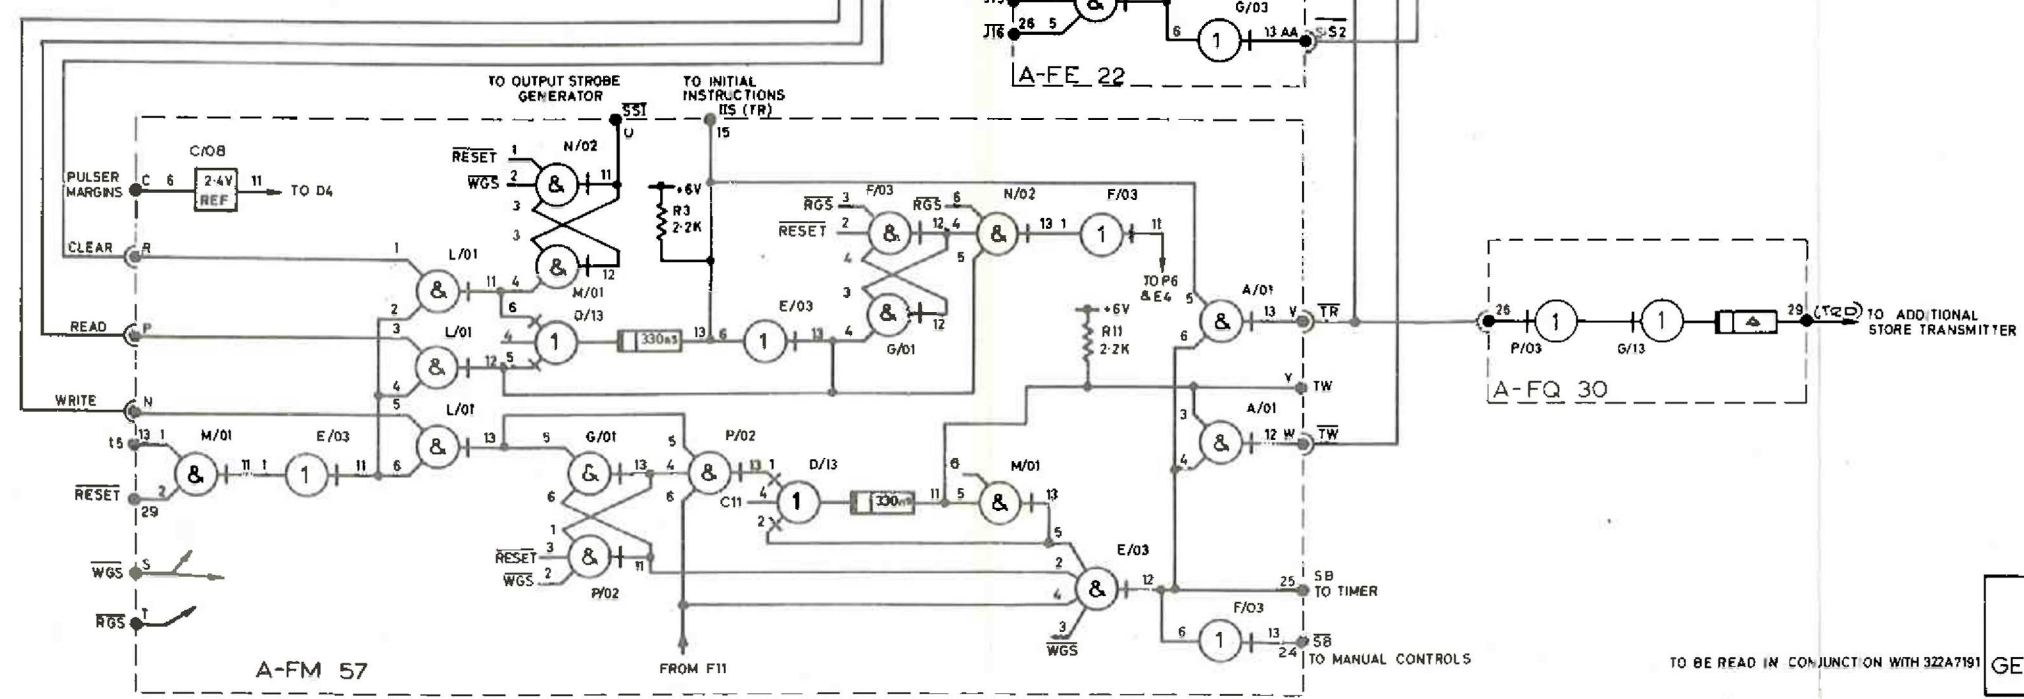 G/03
J16 26 5
6 1 13 AA SS2
A-FE 22
TO OUTPUT STROBE
GENERATOR
TO INITIAL
INSTRUCTIONS
IIS (TR)
SS1
U
15
C/08
PULSER
MARGINS
C 6 2·4V
REF
11 TO D4
RESET 1 N/02
WGS 2 & 11
3
3
& 12
M/01
+6V
R3
2·2K
RGS 3 F/03
RESET 2 & 12
4
3
& 12
4 G/01
RGS 6 N/02
4 & 13
5
F/03
1 1 11
TO P6
& E4
CLEAR R
1 L/01
2 & 11 4
6
READ P
3 L/01
4 & 12 5
D/13
4 1 330ns 13 6
E/03
1 13
+6V
R11
2·2K
5 A/01
6 & 13 V TR
Y TW
3 A/01
4 & 12 W TW
WRITE N
5 L/01
6 & 13
t5 13 1 M/01
& 11 1
E/03
1 11
RESET 2
29
5 G/01
& 13 4
6
1
RESET 3 &
WGS 2 11
P/02
P/02
5
& 13 1
6
D/13
C11 4 1
2
330ns 11 5
6 M/01
& 13
5 E/03
2
4 & 12
3
WGS
25 SB
TO TIMER
F/03
6 1 13 SB
24 TO MANUAL CONTROLS
WGS S
RGS T
FROM F11
A-FM 57
26 1 1 29 (TRD) TO ADDITIONAL
STORE TRANSMITTER
P/03 G/13
A-FQ 30
TO BE READ IN CONJUNCTION WITH 322A7191
GE